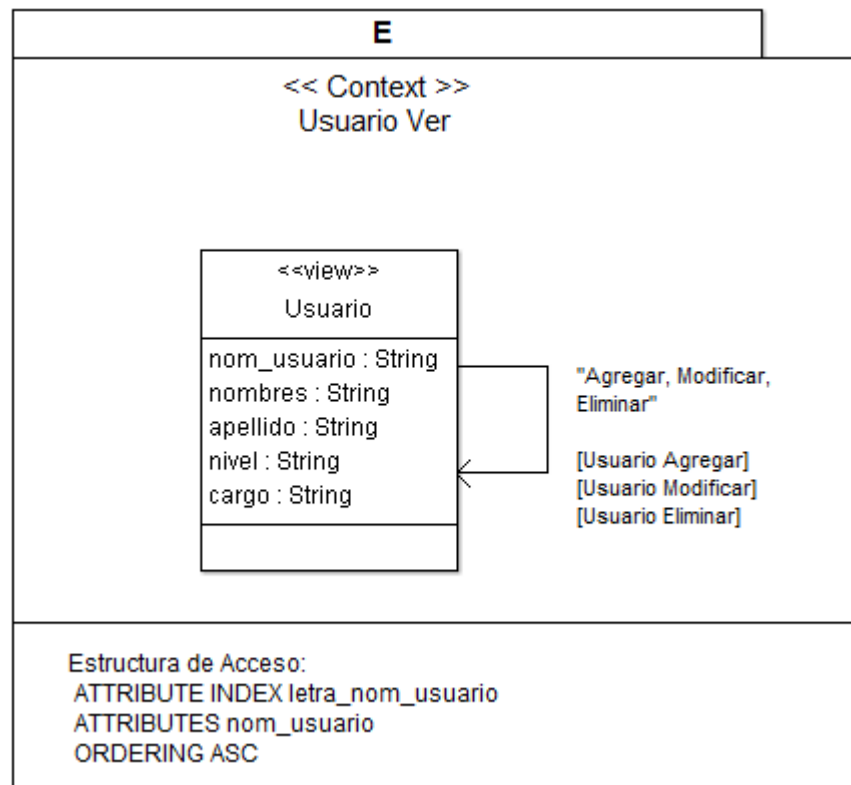 E
<< Context >>
Usuario Ver
<<view>>
Usuario
nom_usuario : String
nombres : String
apellido : String
nivel : String
cargo : String
"Agregar, Modificar,
Eliminar"
[Usuario Agregar]
[Usuario Modificar]
[Usuario Eliminar]
Estructura de Acceso:
ATTRIBUTE INDEX letra_nom_usuario
ATTRIBUTES nom_usuario
ORDERING ASC